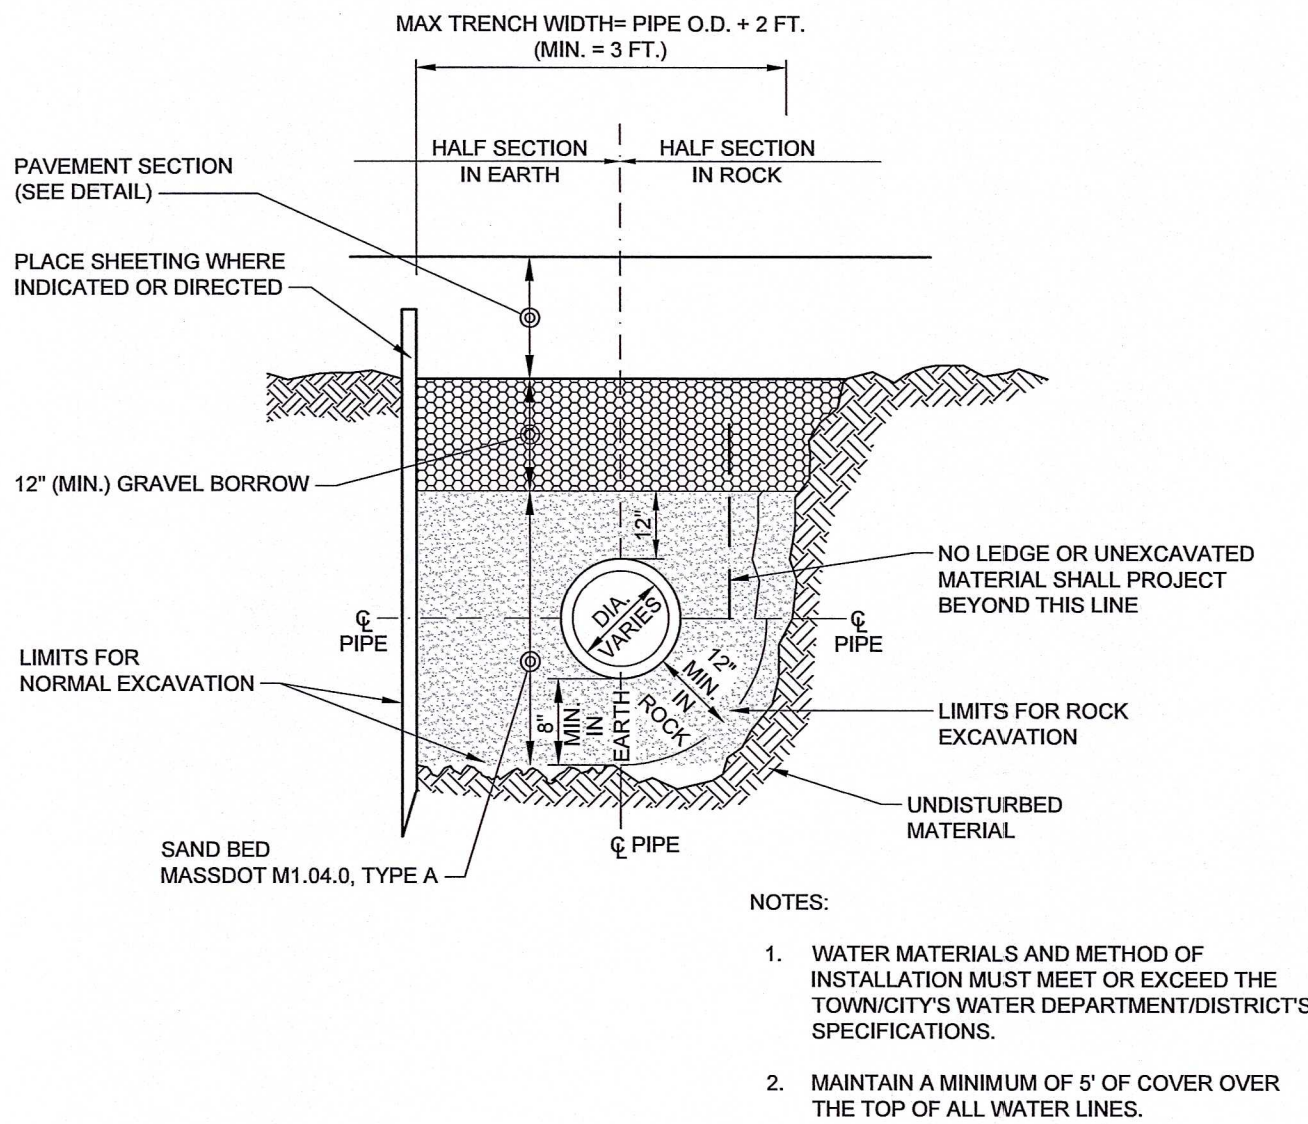 MAX TRENCH WIDTH= PIPE O.D. + 2 FT.
(MIN. = 3 FT.)
HALF SECTION
IN EARTH
HALF SECTION
IN ROCK
PAVEMENT SECTION
(SEE DETAIL)
PLACE SHEETING WHERE
INDICATED OR DIRECTED
12" (MIN.) GRAVEL BORROW
12"
NO LEDGE OR UNEXCAVATED
MATERIAL SHALL PROJECT
BEYOND THIS LINE
DIA.
VARIES
℄
PIPE
℄
PIPE
LIMITS FOR
NORMAL EXCAVATION
12"
MIN.
IN
ROCK
8"
MIN.
IN
EARTH
LIMITS FOR ROCK
EXCAVATION
UNDISTURBED
MATERIAL
℄ PIPE
SAND BED
MASSDOT M1.04.0, TYPE A
NOTES:
1. WATER MATERIALS AND METHOD OF
INSTALLATION MUST MEET OR EXCEED THE
TOWN/CITY'S WATER DEPARTMENT/DISTRICT'S
SPECIFICATIONS.
2. MAINTAIN A MINIMUM OF 5' OF COVER OVER
THE TOP OF ALL WATER LINES.